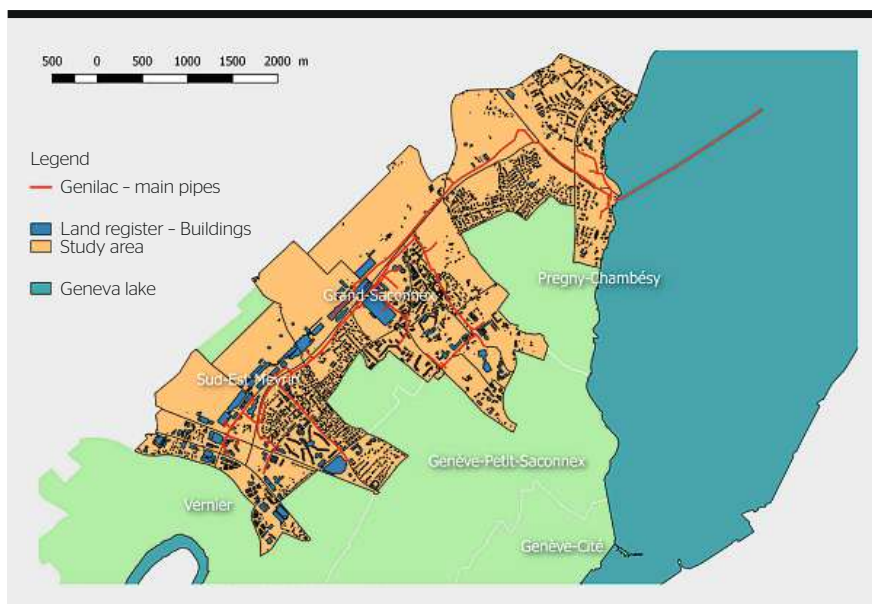 500 0 500 1000 1500 2000 m
Legend
Genilac – main pipes
Land register – Buildings
Study area
Geneva lake
Pregny-Chambésy
Grand-Saconnex
Sud-Est Meyrin
Genève-Petit-Saconnex
Vernier
Genève-Cité